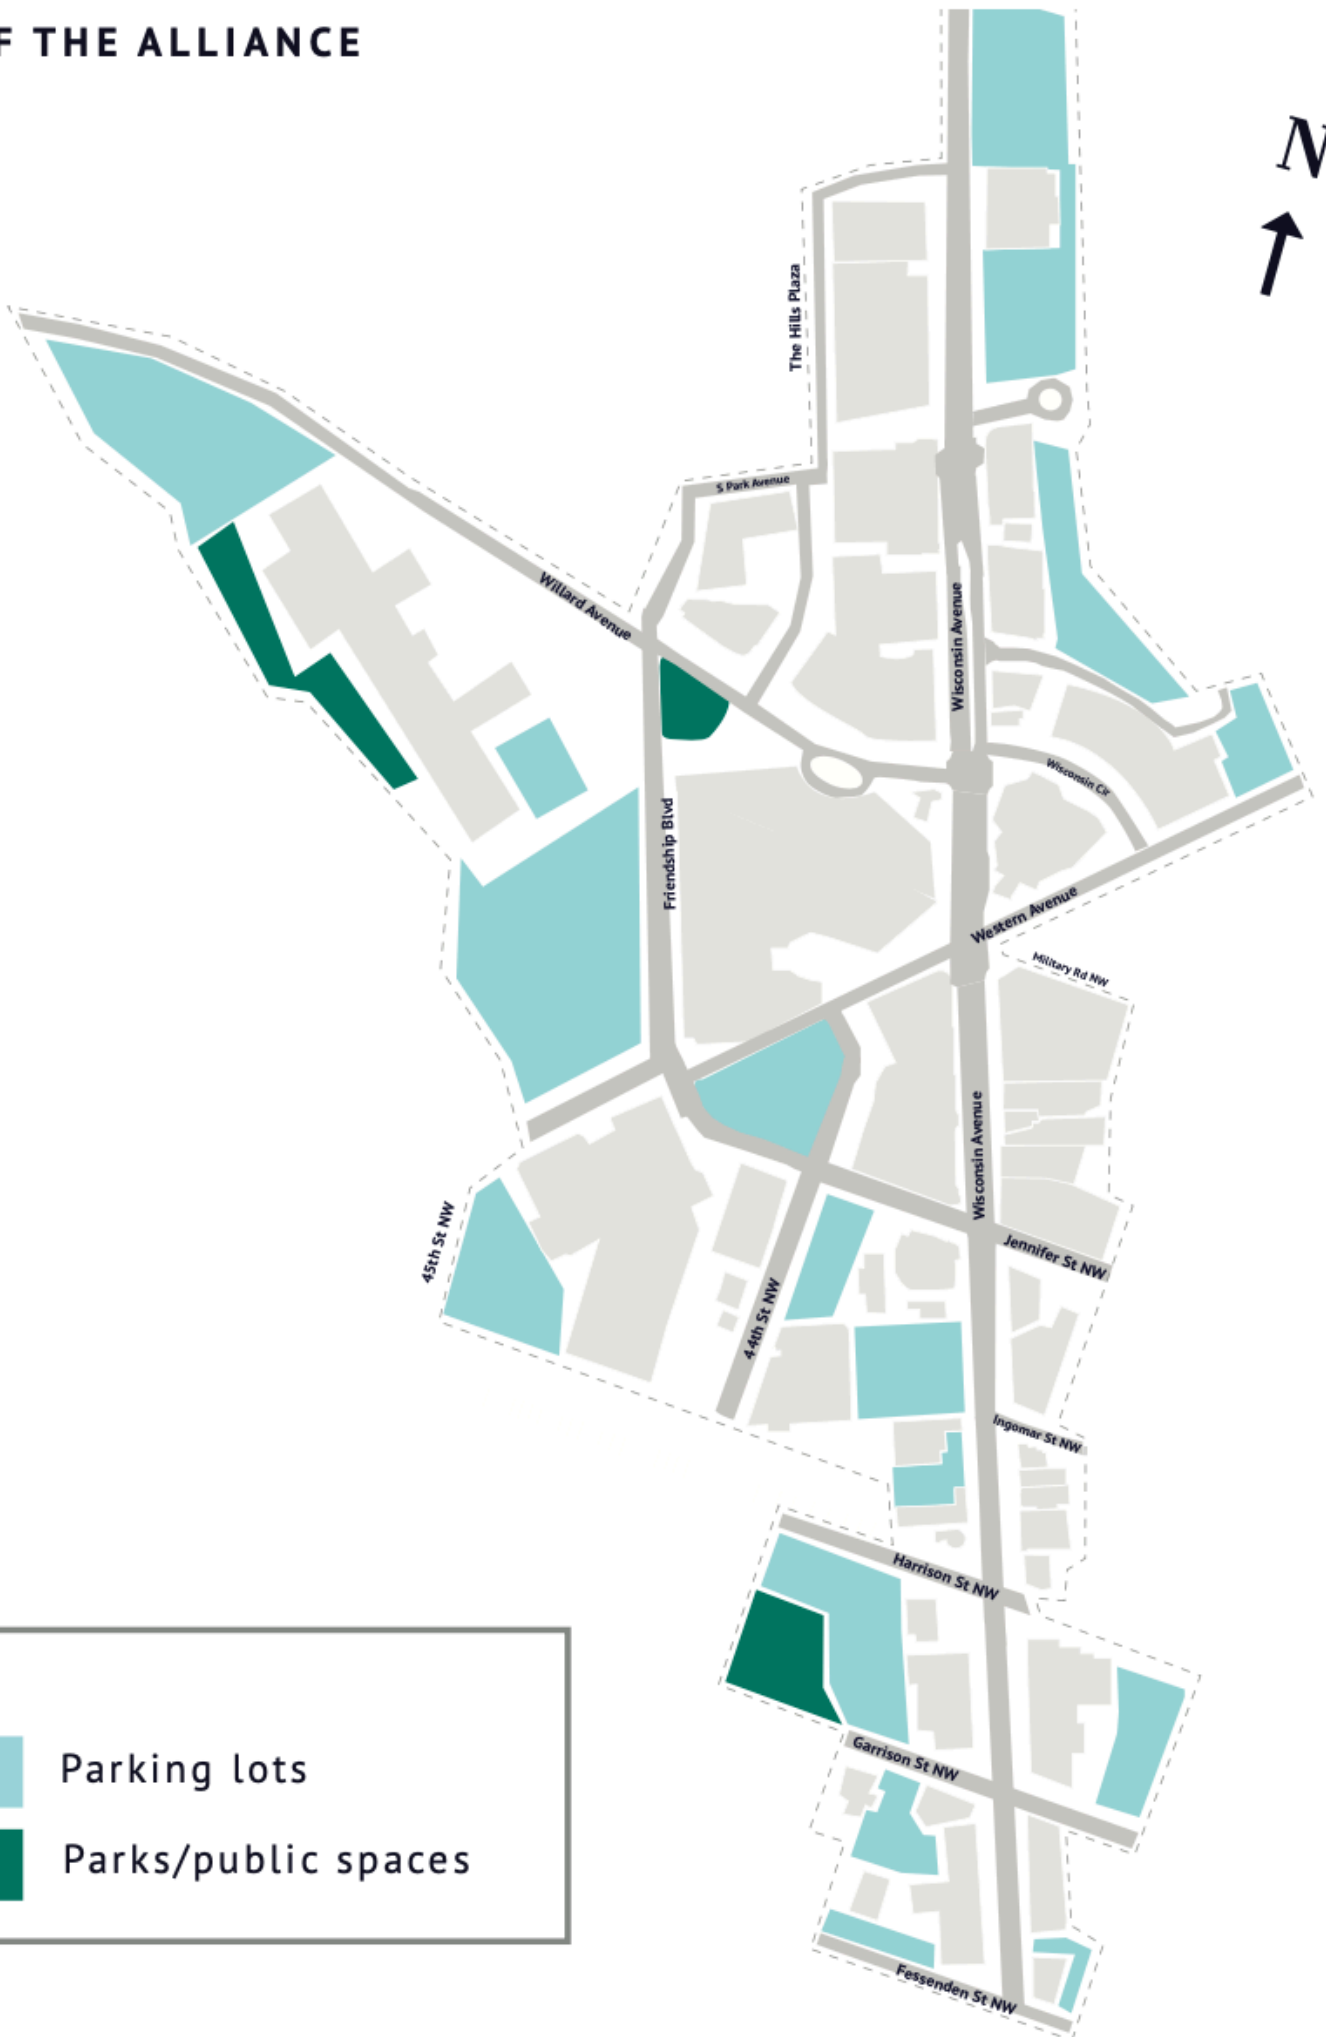 F THE ALLIANCE
N
The Hills Plaza
S Park Avenue
Willard Avenue
Wisconsin Avenue
Wisconsin Cir
Friendship Blvd
Western Avenue
Military Rd NW
Wisconsin Avenue
45th St NW
Jennifer St NW
44th St NW
Ingomar St NW
Harrison St NW
Garrison St NW
Fessenden St NW
Parking lots
Parks/public spaces